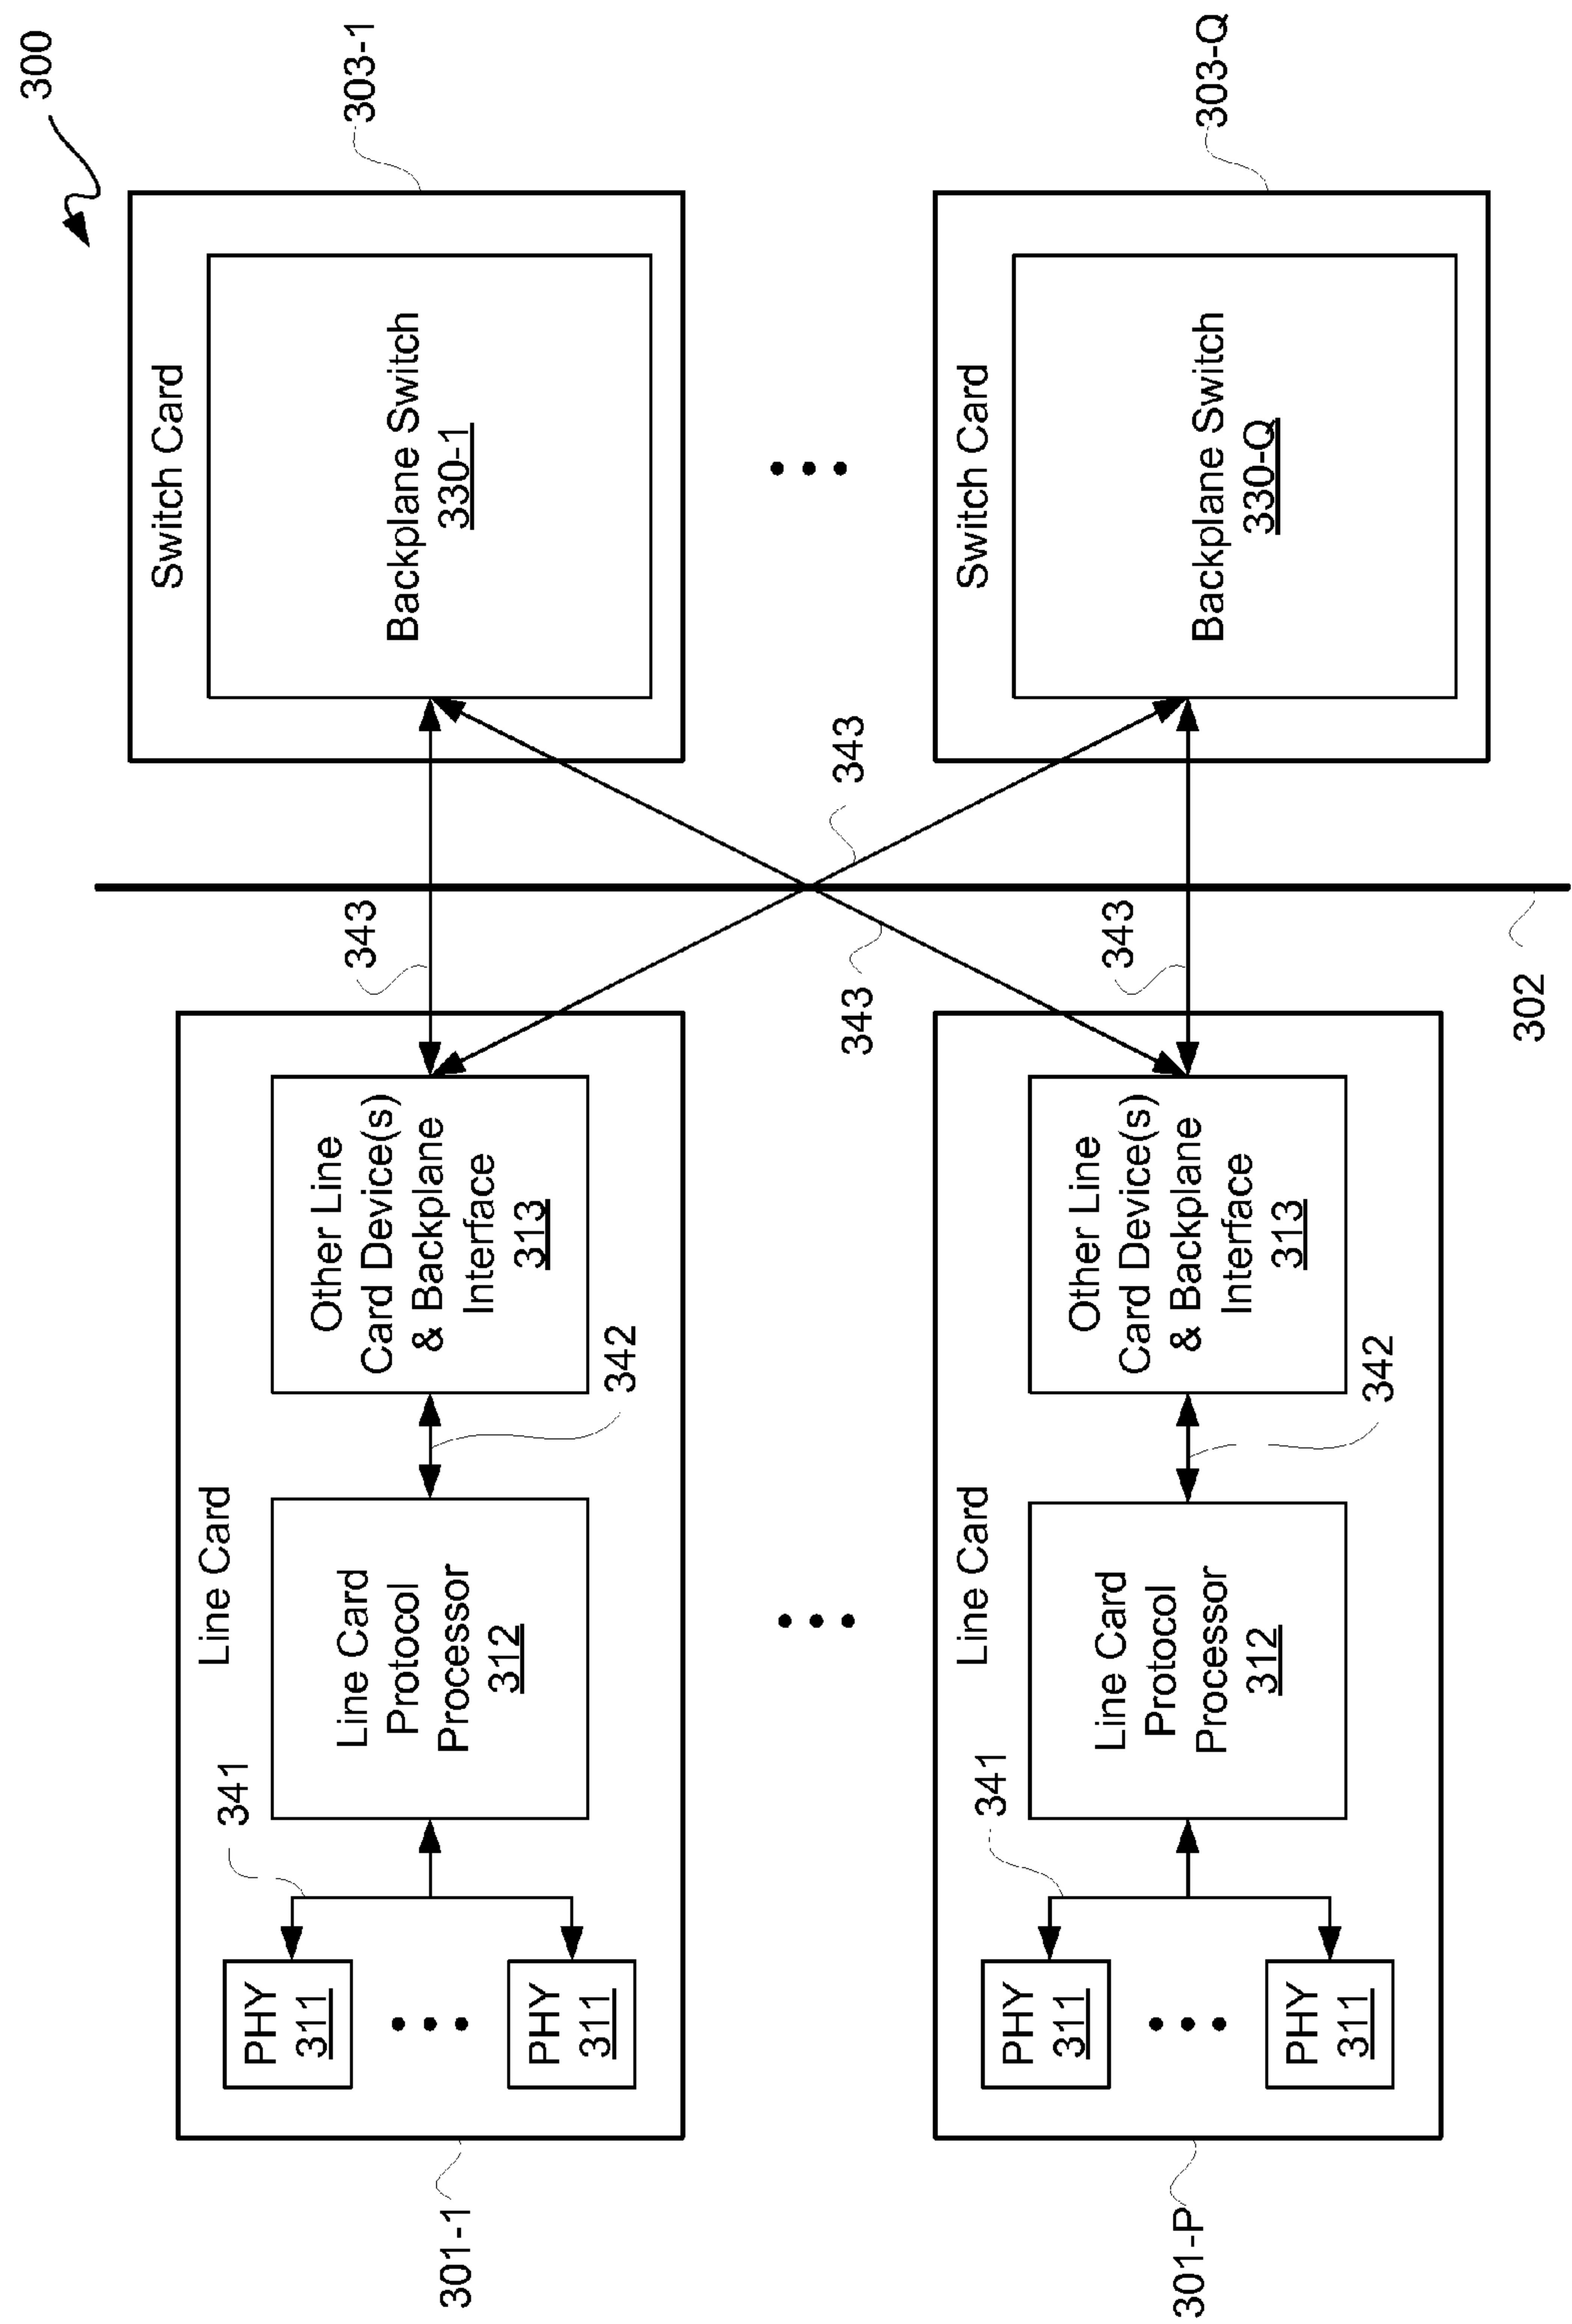 300
301-1
Line Card
341
PHY
311
PHY
311
Line Card
Protocol
Processor
312
342
Other Line
Card Device(s)
& Backplane
Interface
313
343
343
343
343
302
303-1
Switch Card
Backplane Switch
330-1
301-P
Line Card
341
PHY
311
PHY
311
Line Card
Protocol
Processor
312
342
Other Line
Card Device(s)
& Backplane
Interface
313
303-Q
Switch Card
Backplane Switch
330-Q